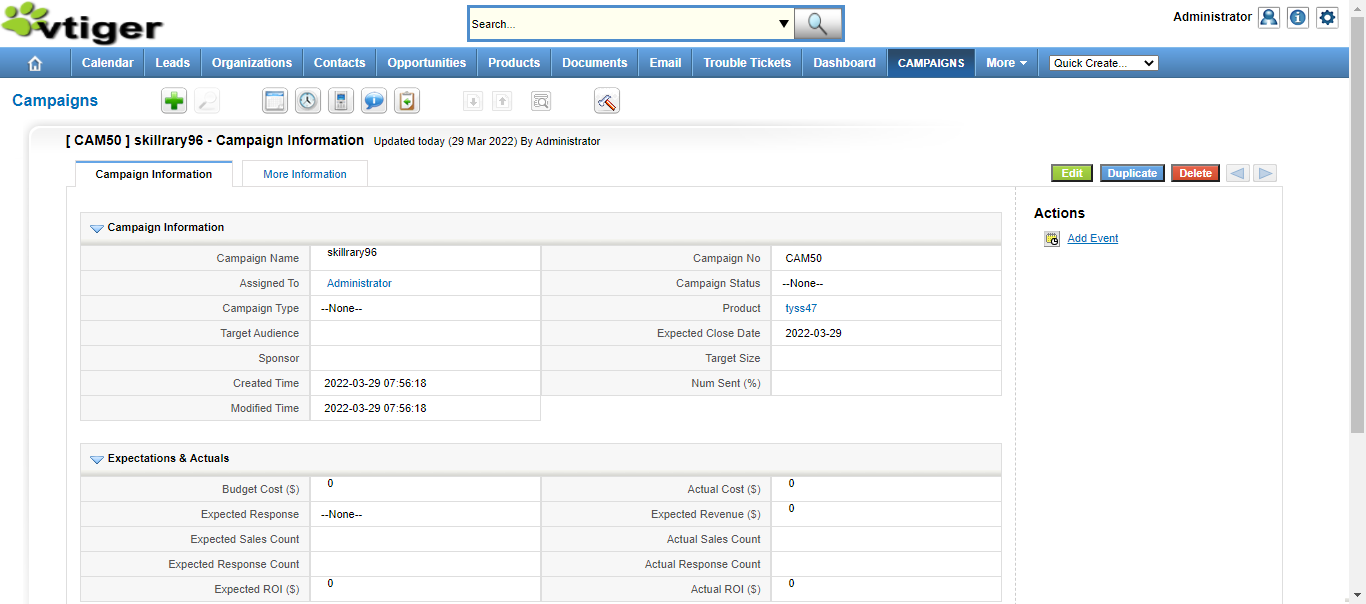 vtiger
Search...
Administrator
Calendar Leads Organizations Contacts Opportunities Products Documents Email Trouble Tickets Dashboard CAMPAIGNS More Quick Create...
Campaigns
[ CAM50 ] skillrary96 - Campaign Information Updated today (29 Mar 2022) By Administrator
Campaign Information More Information Edit Duplicate Delete
Actions
Add Event
Campaign Information
Campaign Name skillrary96 Campaign No CAM50
Assigned To Administrator Campaign Status --None--
Campaign Type --None-- Product tyss47
Target Audience Expected Close Date 2022-03-29
Sponsor Target Size
Created Time 2022-03-29 07:56:18 Num Sent (%)
Modified Time 2022-03-29 07:56:18
Expectations & Actuals
Budget Cost ($) 0 Actual Cost ($) 0
Expected Response --None-- Expected Revenue ($) 0
Expected Sales Count Actual Sales Count
Expected Response Count Actual Response Count
Expected ROI ($) 0 Actual ROI ($) 0